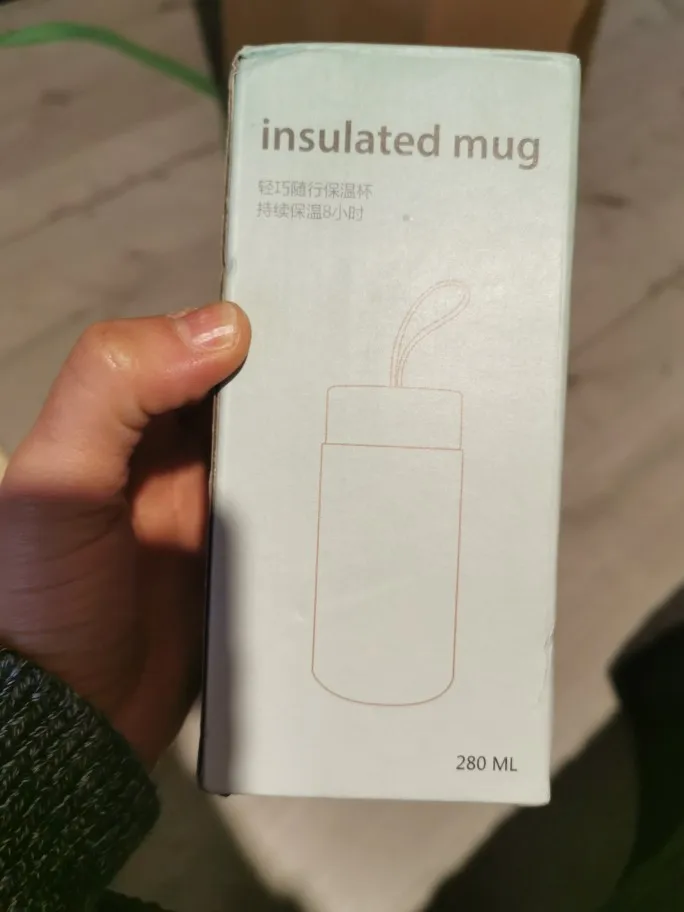 insulated mug
轻巧随行保温杯
持续保温8小时
280 ML